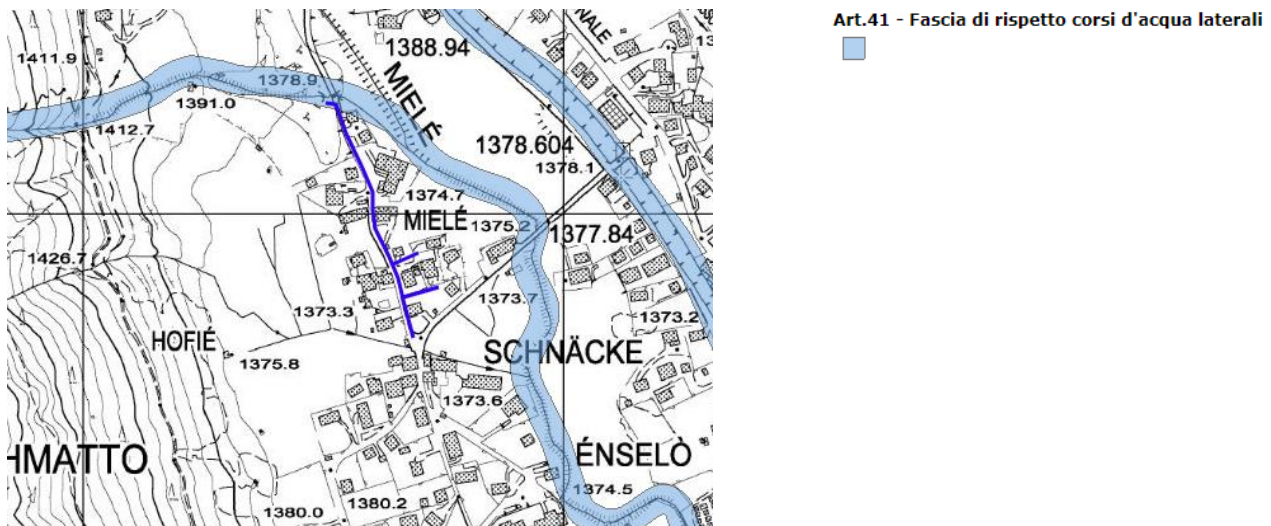 Art.41 - Fascia di rispetto corsi d'acqua laterali
NALE
13
1388.94
1411.9
1378.9
MIELÉ
1391.0
1412.7
1378.604
1378.1
1374.7
MIELÉ
1375.2
1377.84
1426.7
1373.7
1373.3
1373.2
HOFIÉ
SCHNÄCKE
1375.8
1373.6
HMATTO
ÉNSELÒ
1374.5
1380.2
1380.0